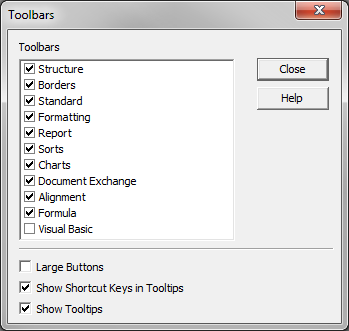 Toolbars
Toolbars
Structure
Borders
Standard
Formatting
Report
Sorts
Charts
Document Exchange
Alignment
Formula
Visual Basic
Close
Help
Large Buttons
Show Shortcut Keys in Tooltips
Show Tooltips